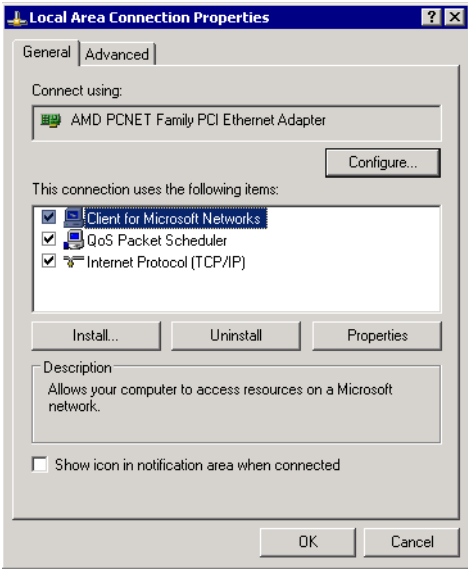 Local Area Connection Properties
General
Advanced
Connect using:
AMD PCNET Family PCI Ethernet Adapter
Configure...
This connection uses the following items:
Client for Microsoft Networks
QoS Packet Scheduler
Internet Protocol (TCP/IP)
Install...
Uninstall
Properties
Description
Allows your computer to access resources on a Microsoft
network.
Show icon in notification area when connected
OK
Cancel